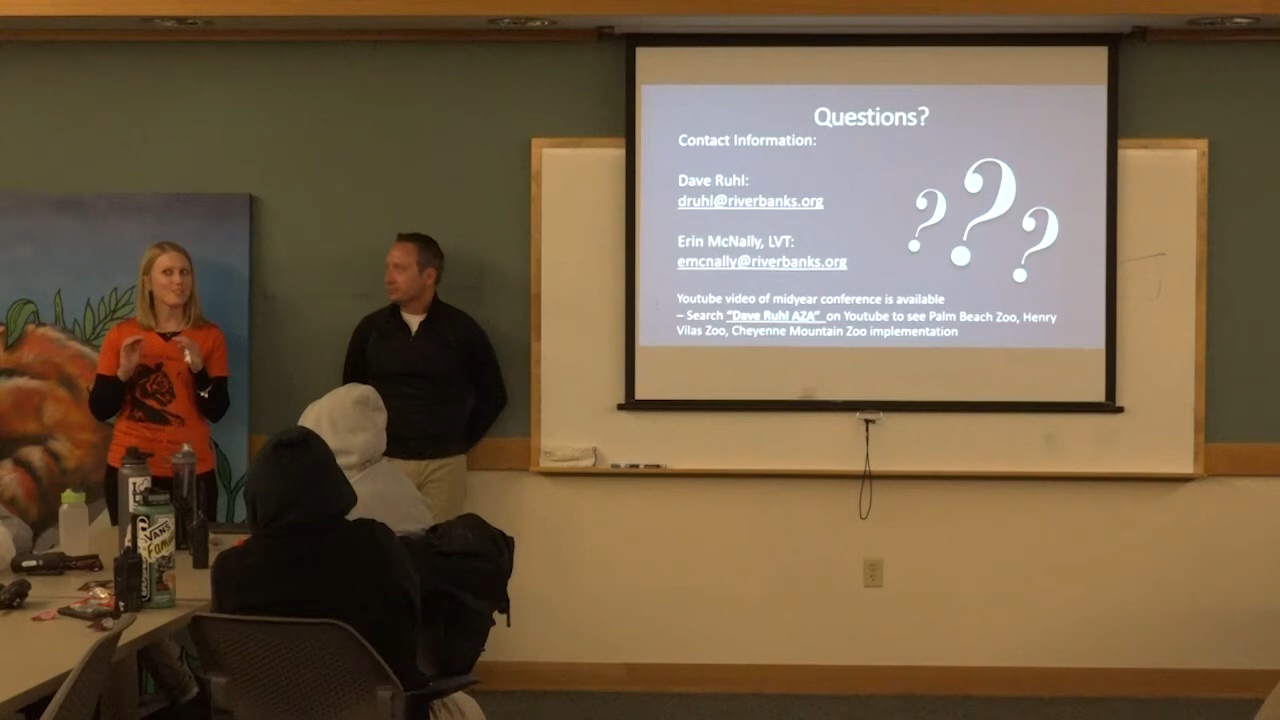 Questions?
Contact Information:
Dave Ruhl:
druhl@riverbanks.org
Erin McNally, LVT:
emcnally@riverbanks.org
Youtube video of midyear conference is available
– Search "Dave Ruhl AZA" on Youtube to see Palm Beach Zoo, Henry
Vilas Zoo, Cheyenne Mountain Zoo implementation
? ? ?
VANS
Family